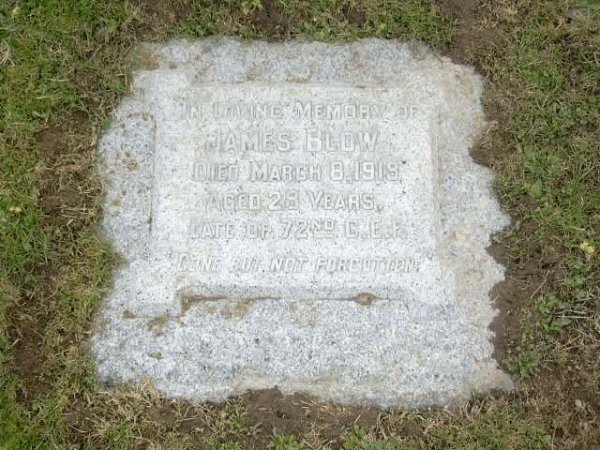 IN LOVING MEMORY OF
JAMES BLOW
DIED MARCH 8, 1918
AGED 28 YEARS.
LATE OF 72ND C.E.F.
"GONE BUT NOT FORGOTTEN."